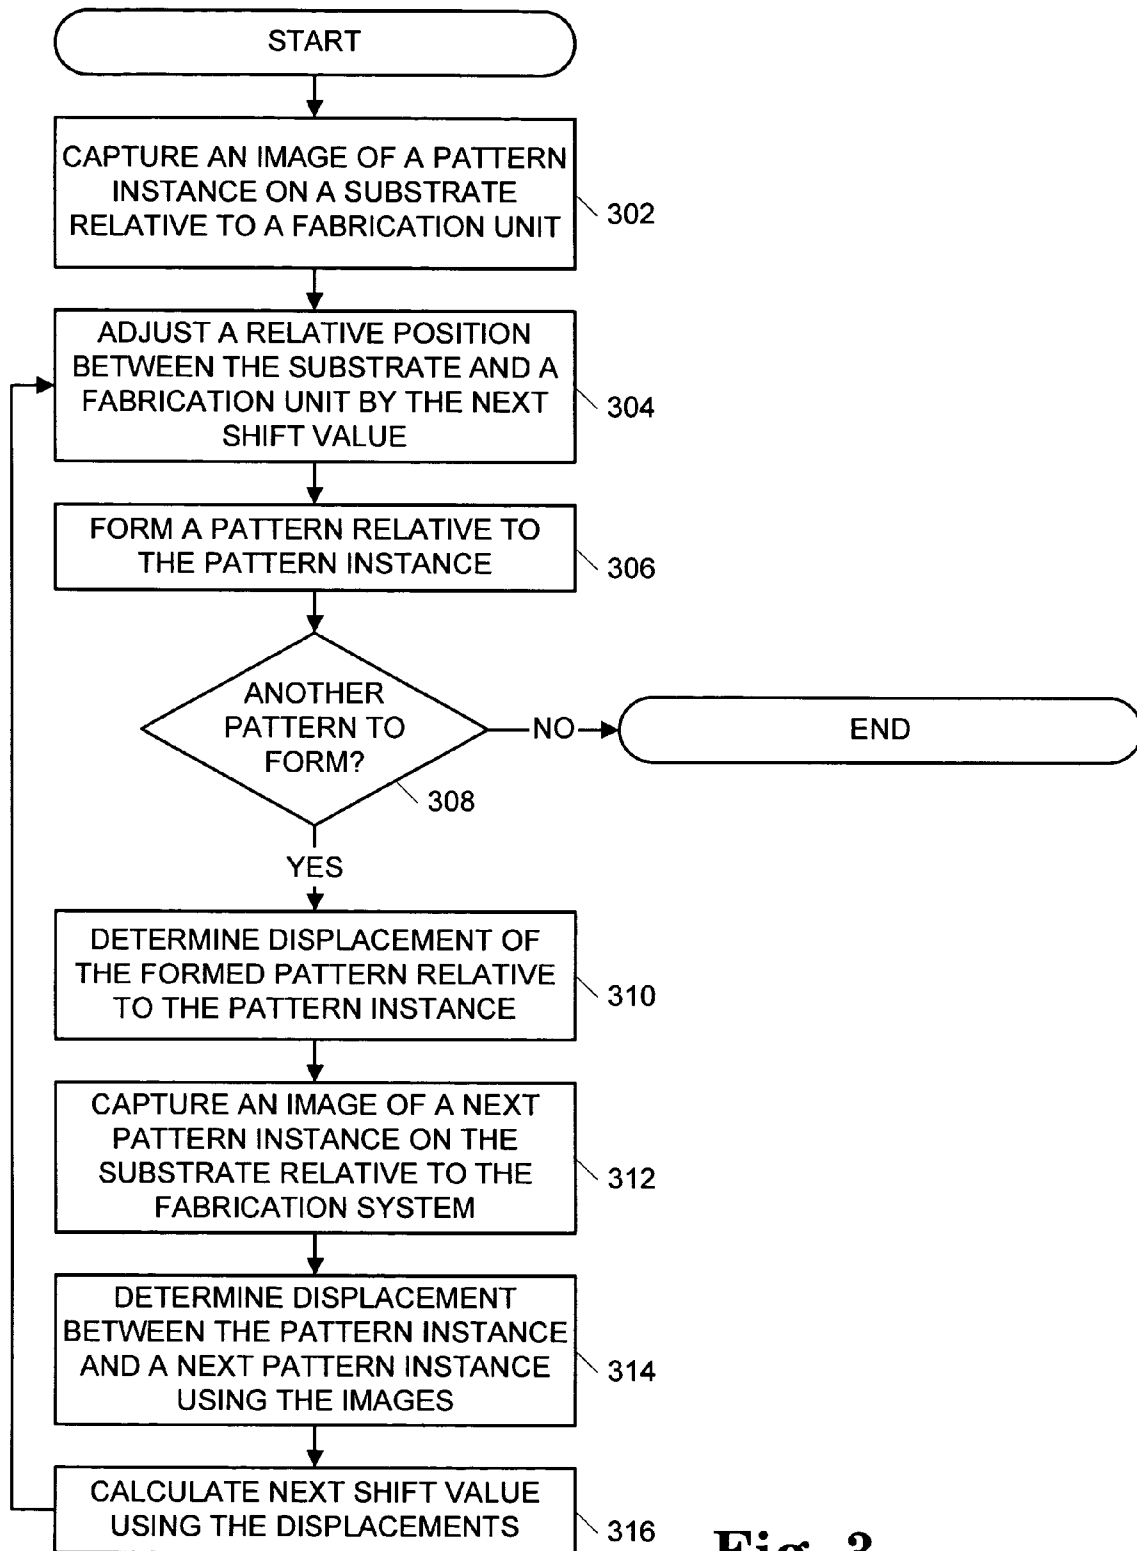 START
CAPTURE AN IMAGE OF A PATTERN
INSTANCE ON A SUBSTRATE
RELATIVE TO A FABRICATION UNIT
302
ADJUST A RELATIVE POSITION
BETWEEN THE SUBSTRATE AND A
FABRICATION UNIT BY THE NEXT
SHIFT VALUE
304
FORM A PATTERN RELATIVE TO
THE PATTERN INSTANCE
306
ANOTHER
PATTERN TO
FORM?
308
NO
END
YES
DETERMINE DISPLACEMENT OF
THE FORMED PATTERN RELATIVE
TO THE PATTERN INSTANCE
310
CAPTURE AN IMAGE OF A NEXT
PATTERN INSTANCE ON THE
SUBSTRATE RELATIVE TO THE
FABRICATION SYSTEM
312
DETERMINE DISPLACEMENT
BETWEEN THE PATTERN INSTANCE
AND A NEXT PATTERN INSTANCE
USING THE IMAGES
314
CALCULATE NEXT SHIFT VALUE
USING THE DISPLACEMENTS
316
Fig. 3